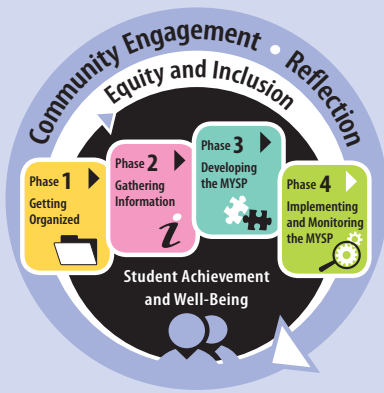 Community Engagement • Reflection
Equity and Inclusion
Phase 1
Getting
Organized
Phase 2
Gathering
Information
i
Phase 3
Developing
the MYSP
Phase 4
Implementing
and Monitoring
the MYSP
Student Achievement
and Well-Being